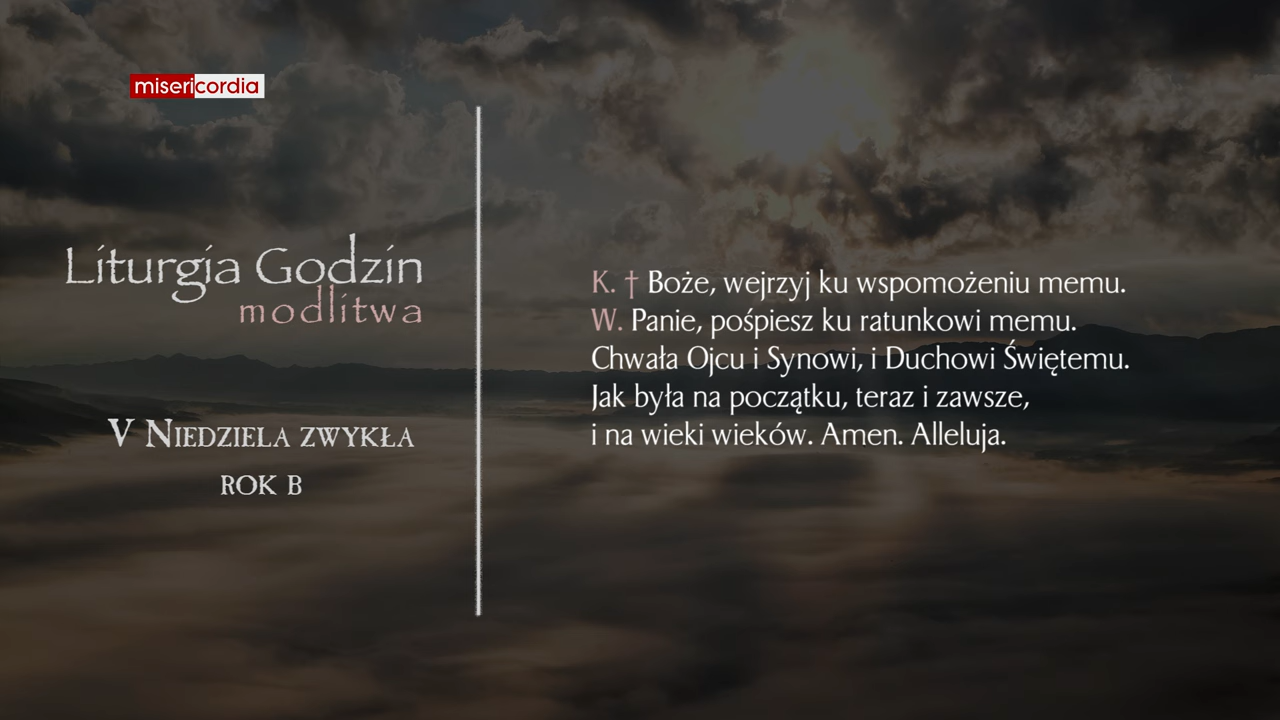 misericordia
Liturgia Godzin
modlitwa
V Niedziela zwykła
rok B
K. † Boże, wejrzyj ku wspomożeniu memu.
W. Panie, pośpiesz ku ratunkowi memu.
Chwała Ojcu i Synowi, i Duchowi Świętemu.
Jak była na początku, teraz i zawsze,
i na wieki wieków. Amen. Alleluja.